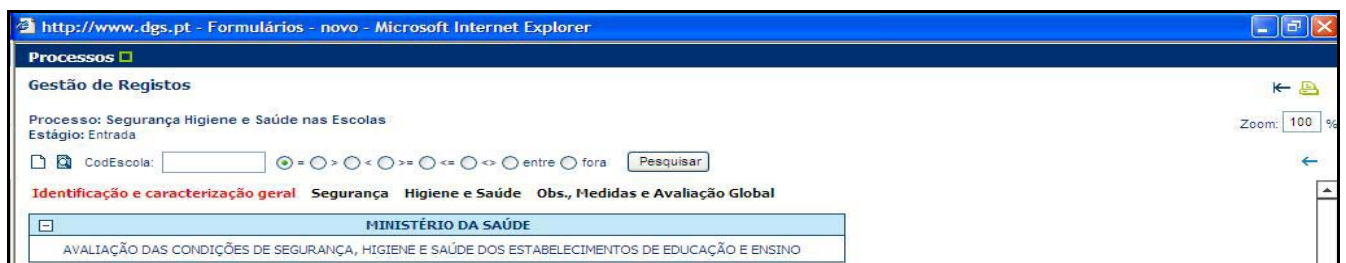 http://www.dgs.pt - Formulários - novo - Microsoft Internet Explorer
Processos
Gestão de Registos
Processo: Segurança Higiene e Saúde nas Escolas
Estágio: Entrada
Zoom: 100 %
CodEscola: = > < >= <= <> entre fora Pesquisar
Identificação e caracterização geral Segurança Higiene e Saúde Obs., Medidas e Avaliação Global
MINISTÉRIO DA SAÚDE
AVALIAÇÃO DAS CONDIÇÕES DE SEGURANÇA, HIGIENE E SAÚDE DOS ESTABELECIMENTOS DE EDUCAÇÃO E ENSINO